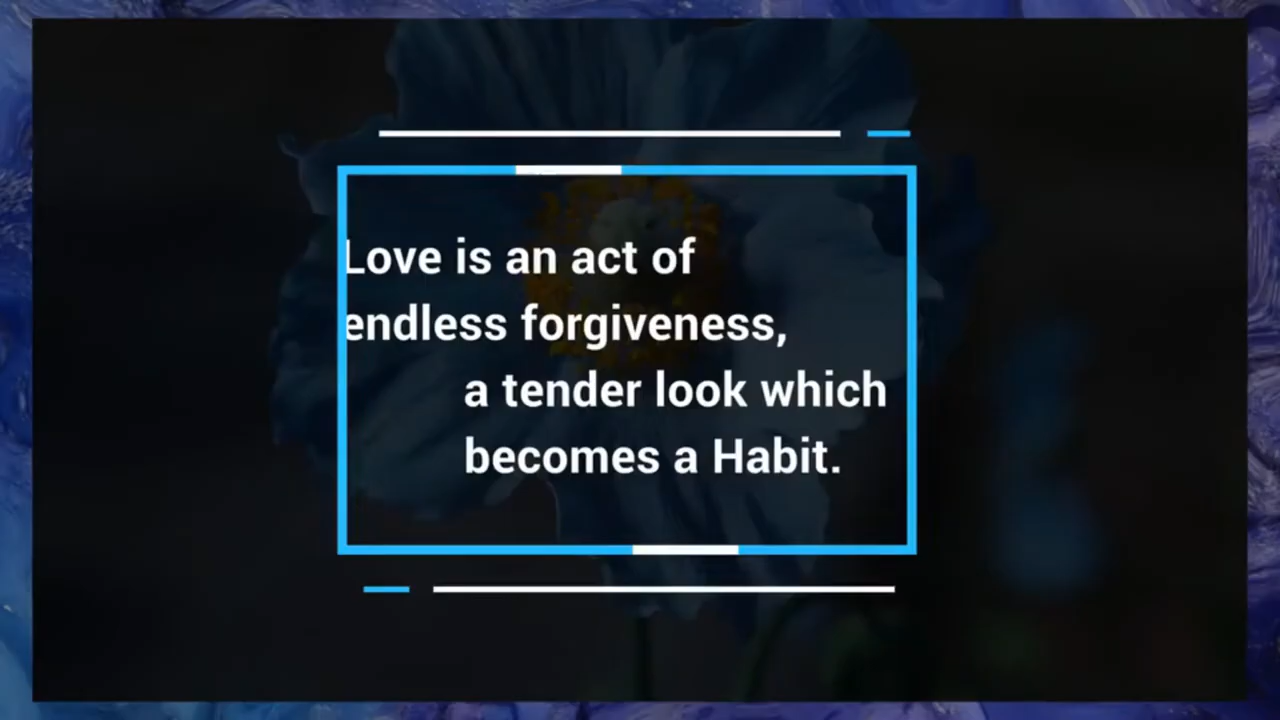 Love is an act of
endless forgiveness,
a tender look which
becomes a Habit.